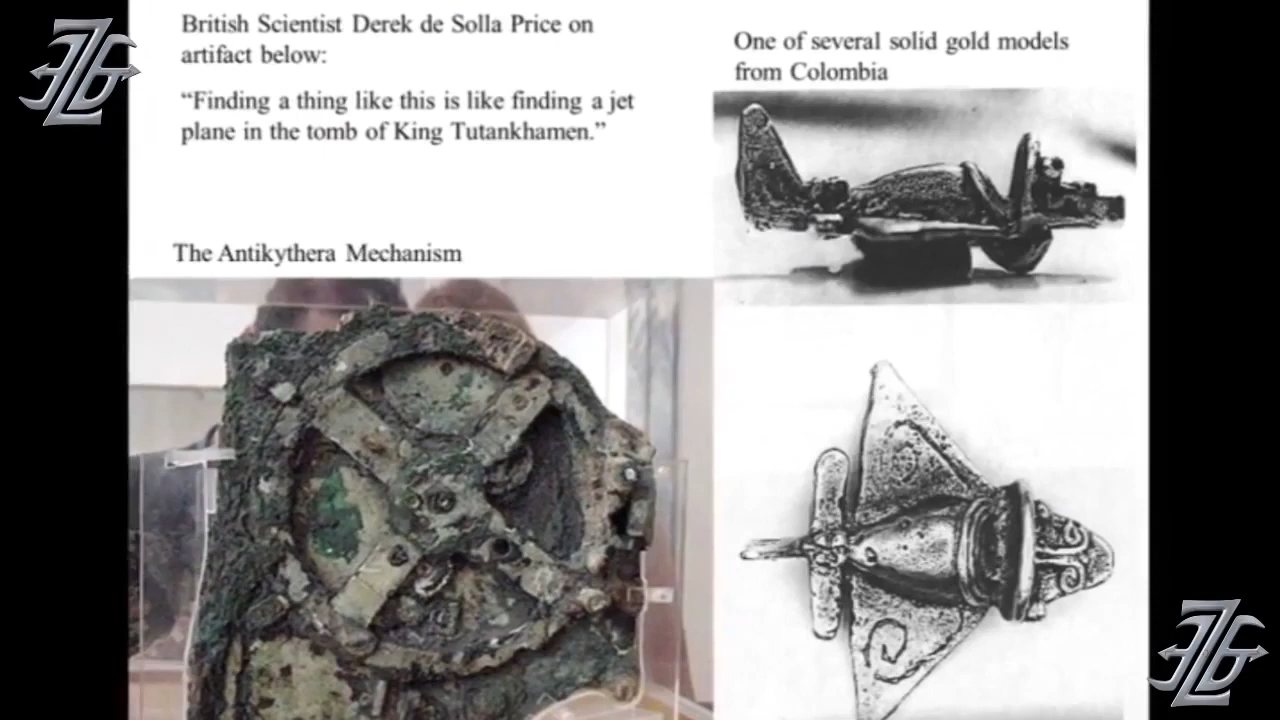 British Scientist Derek de Solla Price on
artifact below:
“Finding a thing like this is like finding a jet
plane in the tomb of King Tutankhamen.”
The Antikythera Mechanism
One of several solid gold models
from Colombia